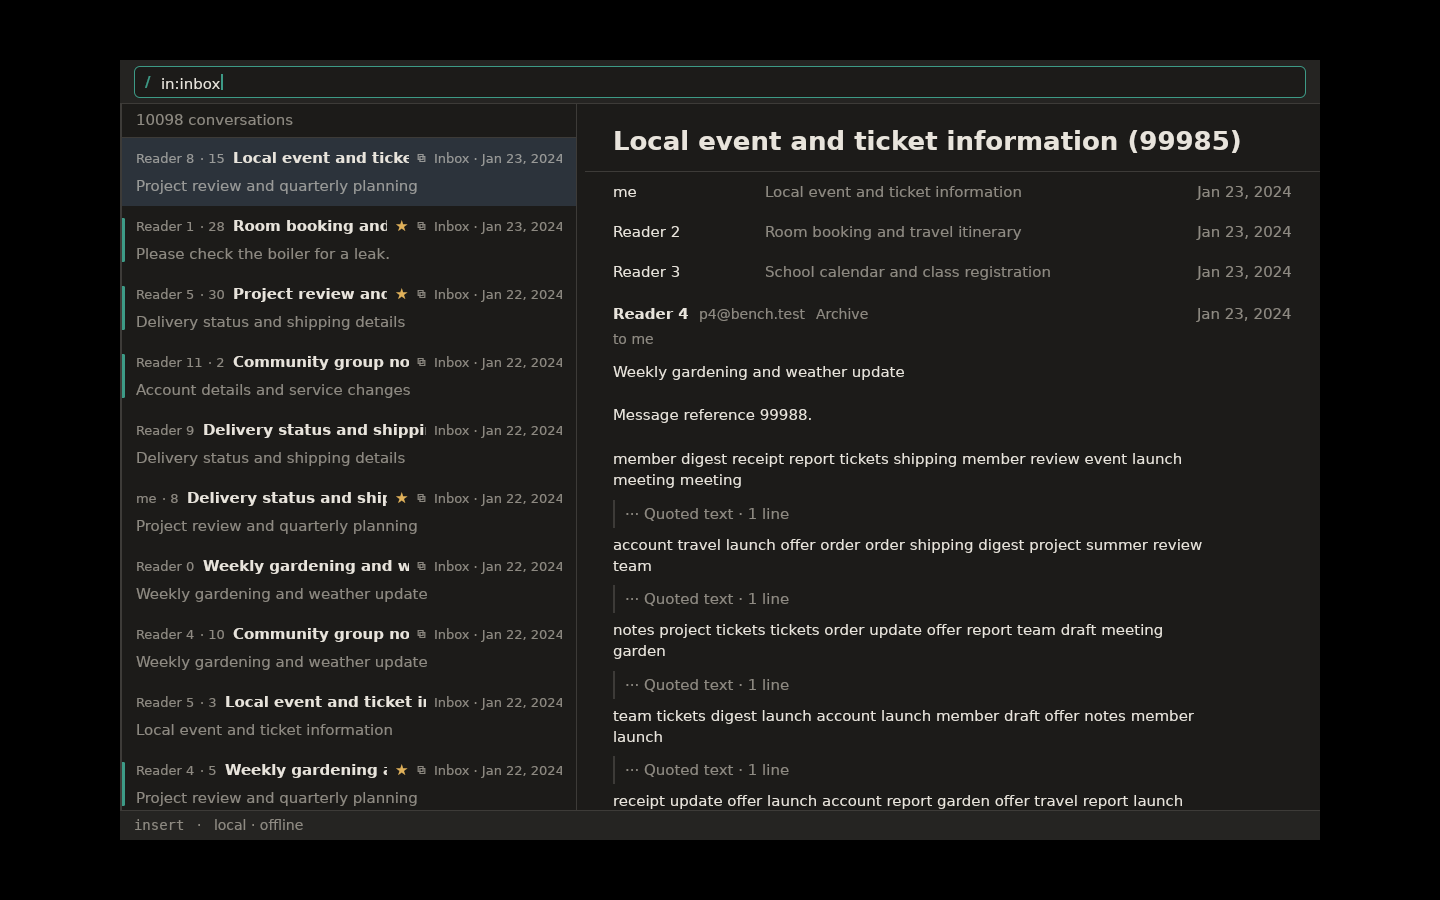 / in:inbox
10098 conversations
Reader 8 · 15 Local event and ticke Inbox · Jan 23, 2024
Project review and quarterly planning
Reader 1 · 28 Room booking and ★ Inbox · Jan 23, 2024
Please check the boiler for a leak.
Reader 5 · 30 Project review and ★ Inbox · Jan 22, 2024
Delivery status and shipping details
Reader 11 · 2 Community group no Inbox · Jan 22, 2024
Account details and service changes
Reader 9 Delivery status and shippi Inbox · Jan 22, 2024
Delivery status and shipping details
me · 8 Delivery status and ship ★ Inbox · Jan 22, 2024
Project review and quarterly planning
Reader 0 Weekly gardening and w Inbox · Jan 22, 2024
Weekly gardening and weather update
Reader 4 · 10 Community group no Inbox · Jan 22, 2024
Weekly gardening and weather update
Reader 5 · 3 Local event and ticket i Inbox · Jan 22, 2024
Local event and ticket information
Reader 4 · 5 Weekly gardening a ★ Inbox · Jan 22, 2024
Project review and quarterly planning
Local event and ticket information (99985)
me Local event and ticket information Jan 23, 2024
Reader 2 Room booking and travel itinerary Jan 23, 2024
Reader 3 School calendar and class registration Jan 23, 2024
Reader 4 p4@bench.test Archive Jan 23, 2024
to me
Weekly gardening and weather update
Message reference 99988.
member digest receipt report tickets shipping member review event launch
meeting meeting
··· Quoted text · 1 line
account travel launch offer order order shipping digest project summer review
team
··· Quoted text · 1 line
notes project tickets tickets order update offer report team draft meeting
garden
··· Quoted text · 1 line
team tickets digest launch account launch member draft offer notes member
launch
··· Quoted text · 1 line
receipt update offer launch account report garden offer travel report launch
insert · local · offline